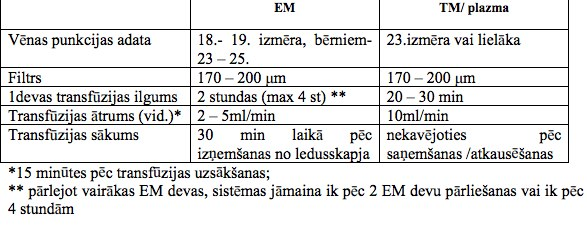 EM TM/ plazma
Vēnas punkcijas adata 18.- 19. izmēra, bērniem- 23.izmēra vai lielāka
23 – 25.
Filtrs 170 – 200 μm 170 – 200 μm
1devas transfūzijas ilgums 2 stundas (max 4 st) ** 20 – 30 min
Transfūzijas ātrums (vid.)* 2 – 5ml/min 10ml/min
Transfūzijas sākums 30 min laikā pēc nekavējoties pēc
izņemšanas no ledusskapja saņemšanas /atkausēšanas
*15 minūtes pēc transfūzijas uzsākšanas;
** pārlejot vairākas EM devas, sistēmas jāmaina ik pēc 2 EM devu pārliešanas vai ik pēc
4 stundām